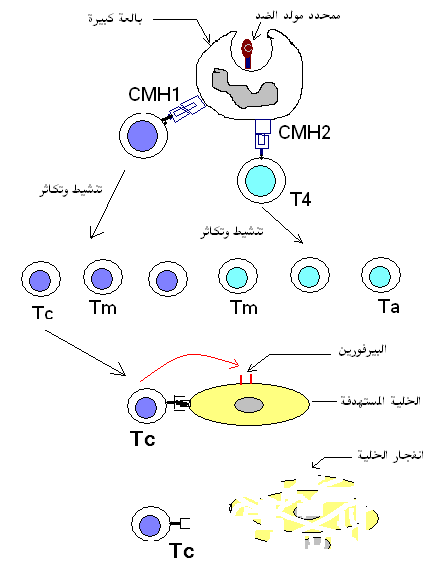 بالعة كبيرة
ممحدد مولد الضد
CMH1
CMH2
T4
تنشيط وتكاثر
تنشيط وتكاثر
Tc
Tm
Tm
Ta
البيرفورين
الخلية المستهدفة
Tc
انفجار الخلية
Tc